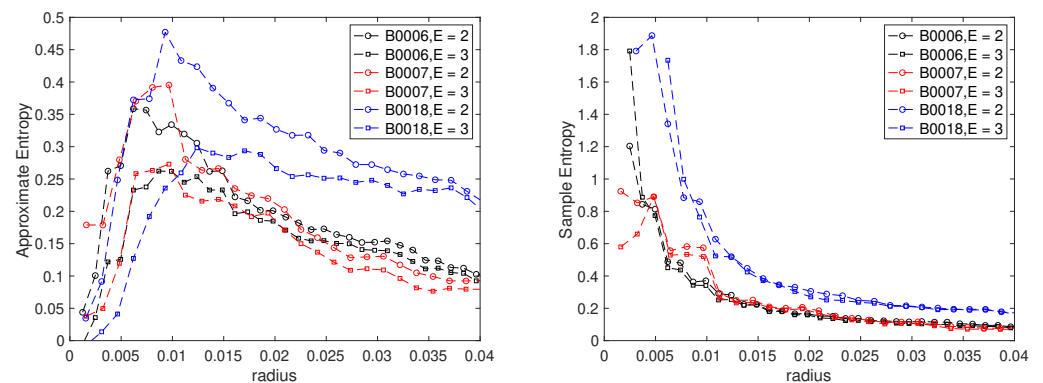 0.5
0.45
0.4
0.35
0.3
0.25
0.2
0.15
0.1
0.05
0
Approximate Entropy
0 0.005 0.01 0.015 0.02 0.025 0.03 0.035 0.04
radius
B0006,E = 2
B0006,E = 3
B0007,E = 2
B0007,E = 3
B0018,E = 2
B0018,E = 3
2
1.8
1.6
1.4
1.2
1
0.8
0.6
0.4
0.2
0
Sample Entropy
0 0.005 0.01 0.015 0.02 0.025 0.03 0.035 0.04
radius
B0006,E = 2
B0006,E = 3
B0007,E = 2
B0007,E = 3
B0018,E = 2
B0018,E = 3